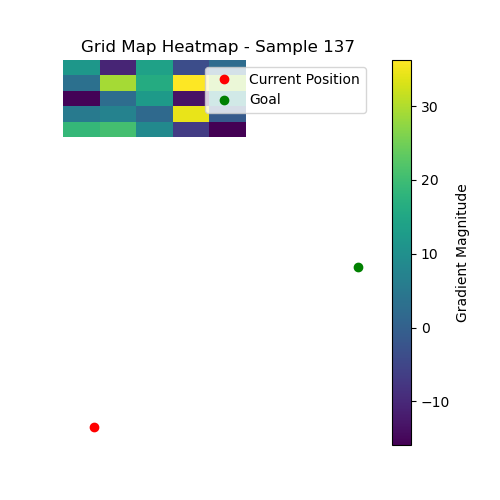 Grid Map Heatmap - Sample 137
Current Position
Goal
30
20
10
0
−10
Gradient Magnitude